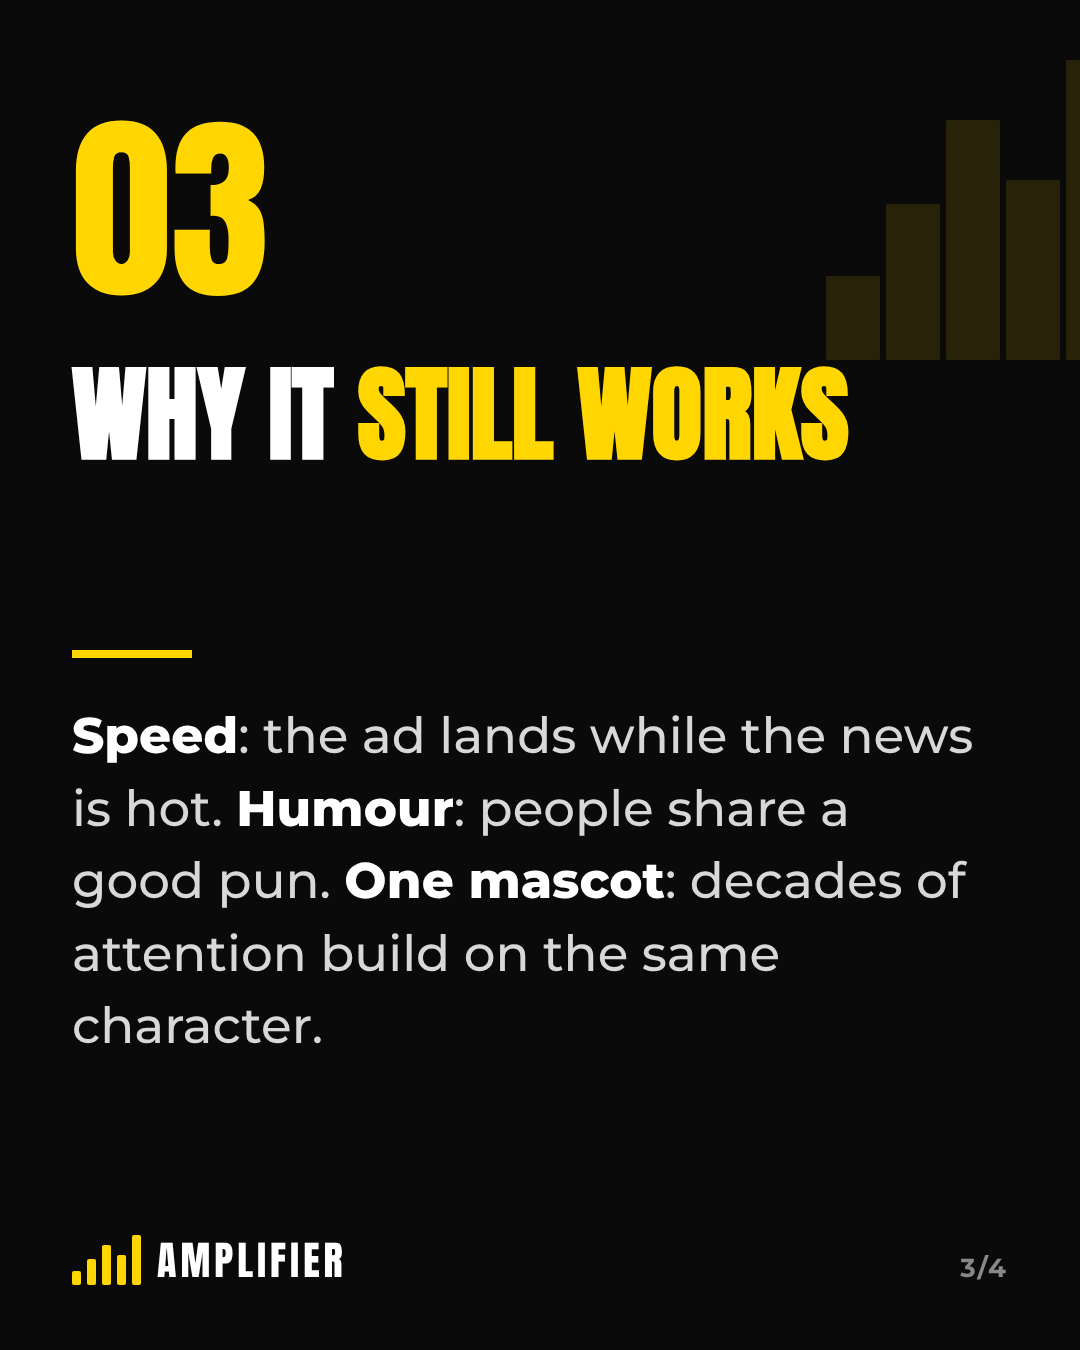 03
WHY IT STILL WORKS
Speed: the ad lands while the news
is hot. Humour: people share a
good pun. One mascot: decades of
attention build on the same
character.
AMPLIFIER
3/4